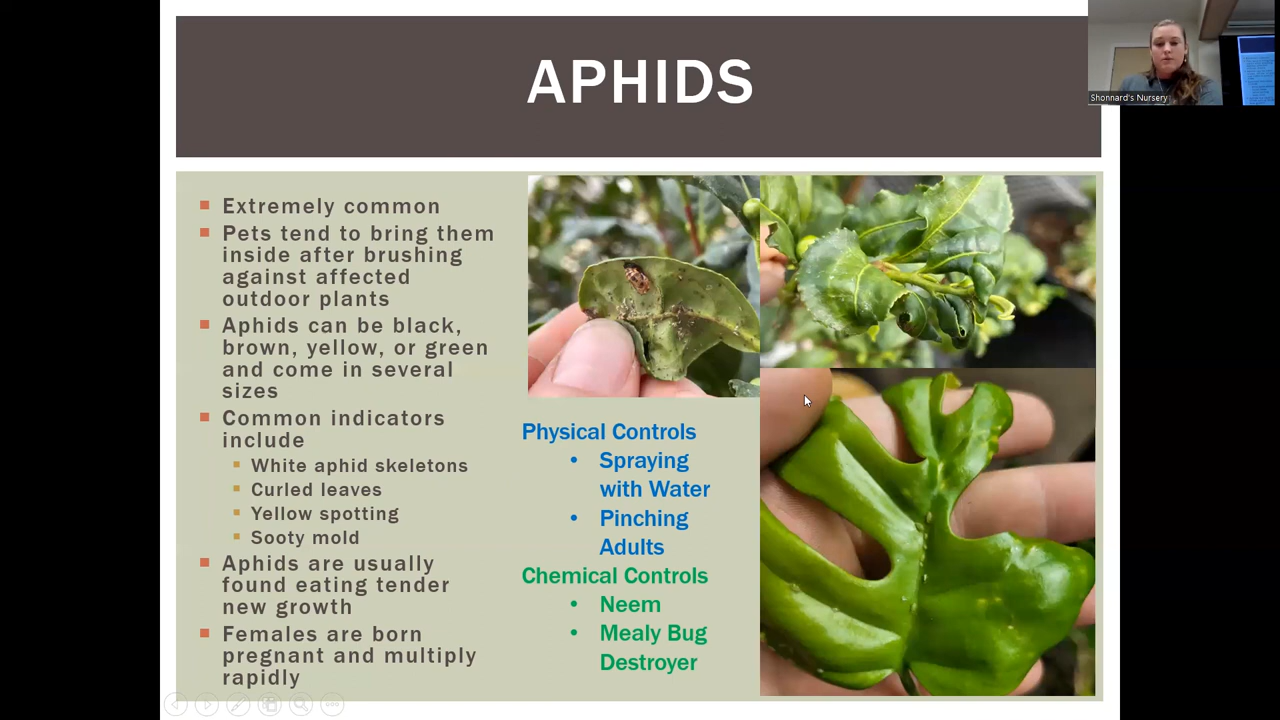 APHIDS
Shonnard's Nursery
Extremely common
Pets tend to bring them
inside after brushing
against affected
outdoor plants
Aphids can be black,
brown, yellow, or green
and come in several
sizes
Common indicators
include
White aphid skeletons
Curled leaves
Yellow spotting
Sooty mold
Aphids are usually
found eating tender
new growth
Females are born
pregnant and multiply
rapidly
Physical Controls
• Spraying
with Water
• Pinching
Adults
Chemical Controls
• Neem
• Mealy Bug
Destroyer